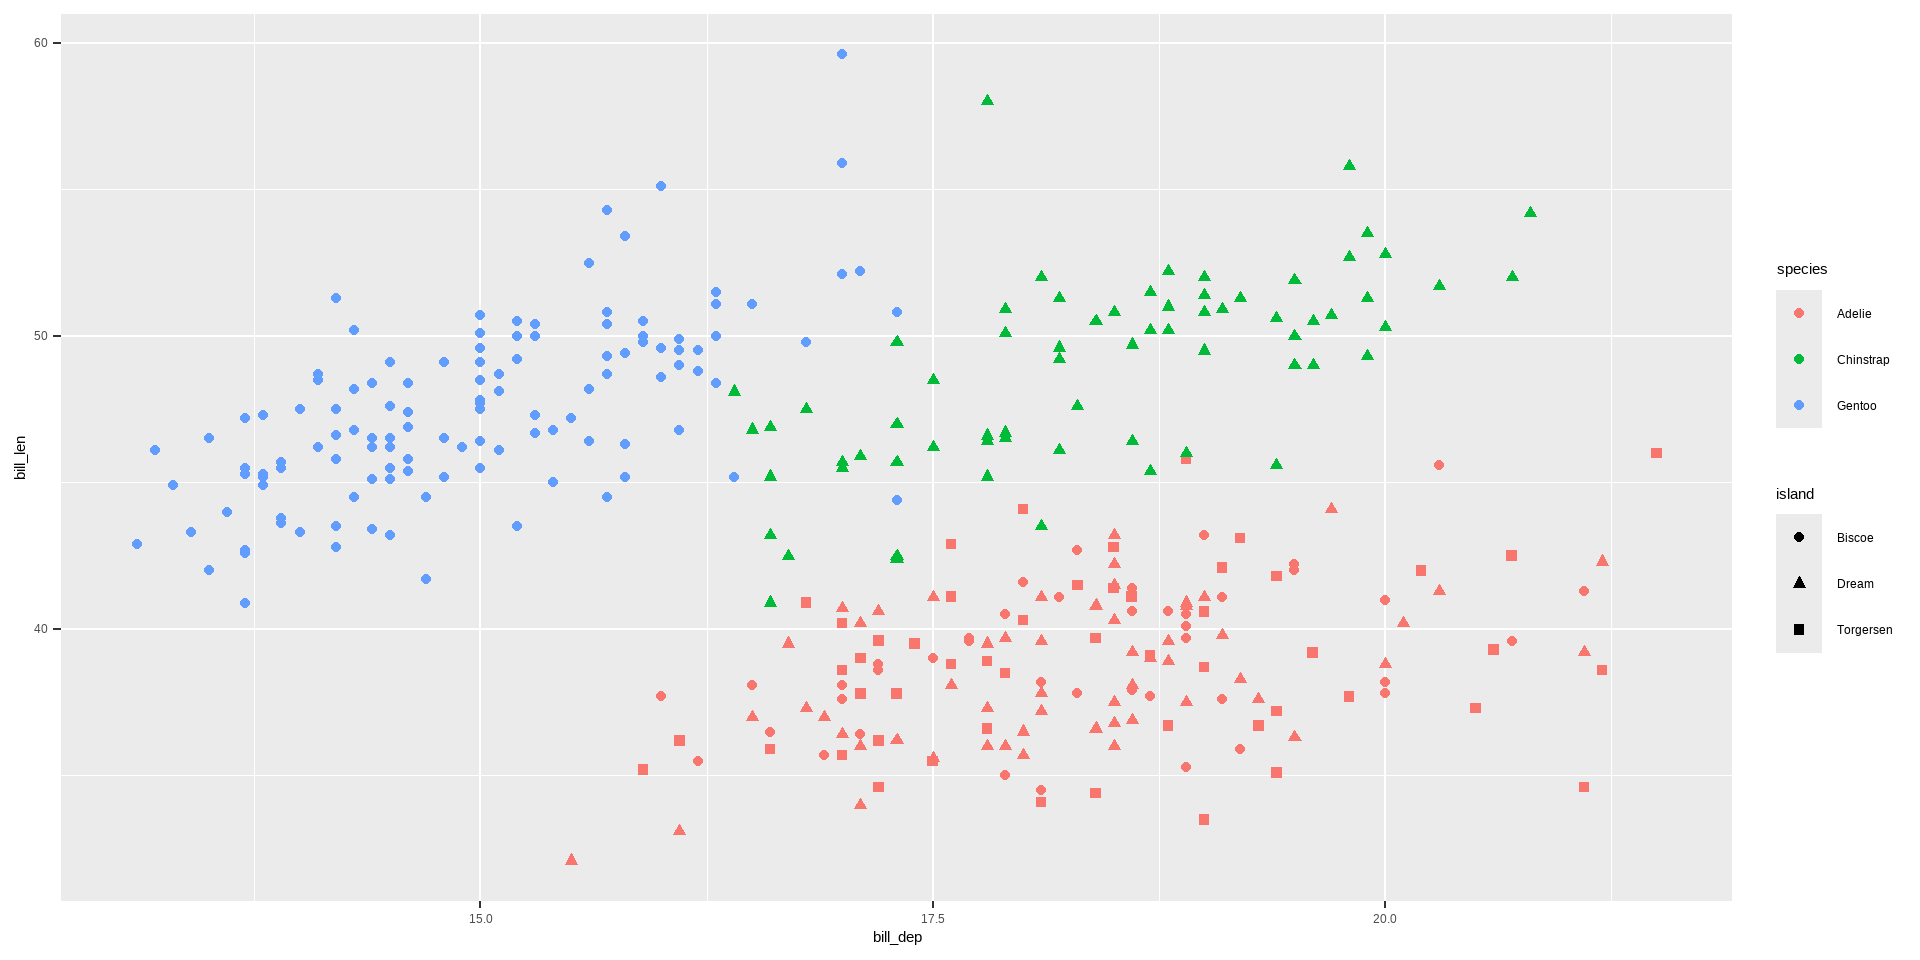 60
50
40
bill_len
15.0
17.5
20.0
bill_dep
species
Adelie
Chinstrap
Gentoo
island
Biscoe
Dream
Torgersen